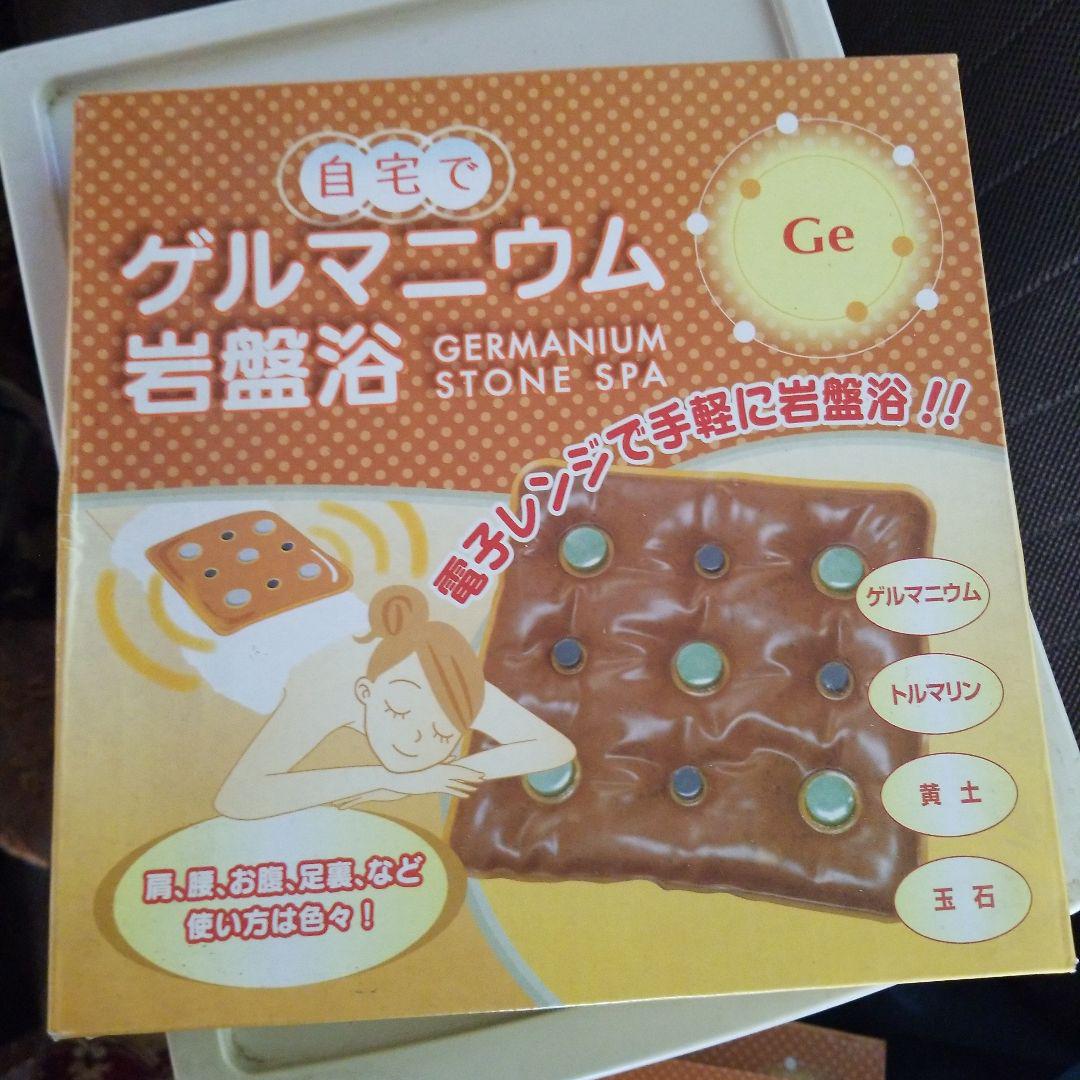 自宅で
ゲルマニウム
岩盤浴
GERMANIUM
STONE SPA
Ge
電子レンジで手軽に岩盤浴!!
ゲルマニウム
トルマリン
黄土
玉石
肩、腰、お腹、足裏、など
使い方は色々!